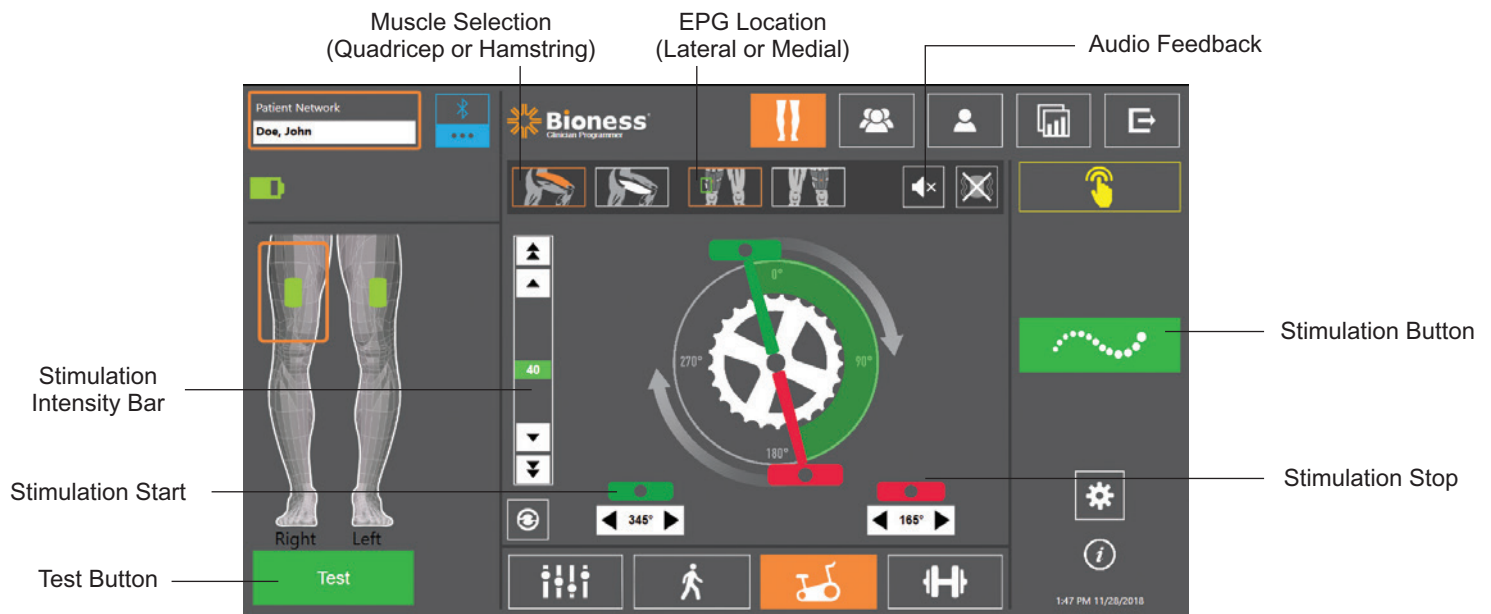 Muscle Selection
(Quadricep or Hamstring)
EPG Location
(Lateral or Medial)
Audio Feedback
Patient Network
Doe, John
Bioness
Clinician Programmer
0°
90°
180°
270°
40
Stimulation
Intensity Bar
Stimulation Button
Stimulation Start
Stimulation Stop
345°
165°
Right
Left
Test Button
Test
i
1:47 PM 11/28/2018